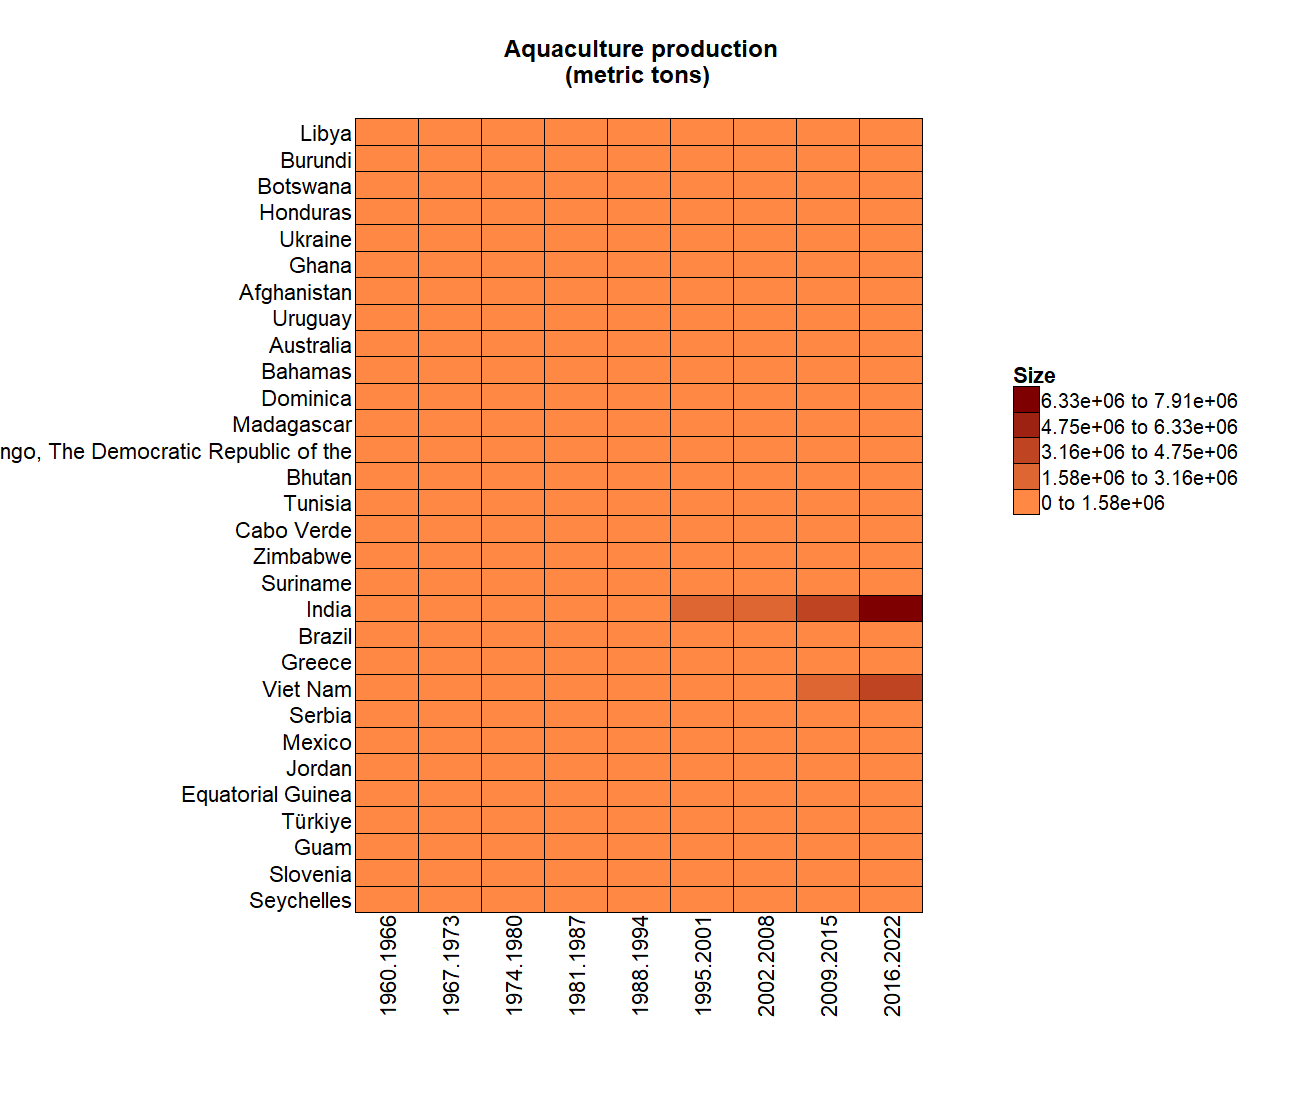 Aquaculture production
(metric tons)
Libya
Burundi
Botswana
Honduras
Ukraine
Ghana
Afghanistan
Uruguay
Australia
Bahamas
Dominica
Madagascar
ngo, The Democratic Republic of the
Bhutan
Tunisia
Cabo Verde
Zimbabwe
Suriname
India
Brazil
Greece
Viet Nam
Serbia
Mexico
Jordan
Equatorial Guinea
Türkiye
Guam
Slovenia
Seychelles
1960.1966
1967.1973
1974.1980
1981.1987
1988.1994
1995.2001
2002.2008
2009.2015
2016.2022
Size
6.33e+06 to 7.91e+06
4.75e+06 to 6.33e+06
3.16e+06 to 4.75e+06
1.58e+06 to 3.16e+06
0 to 1.58e+06